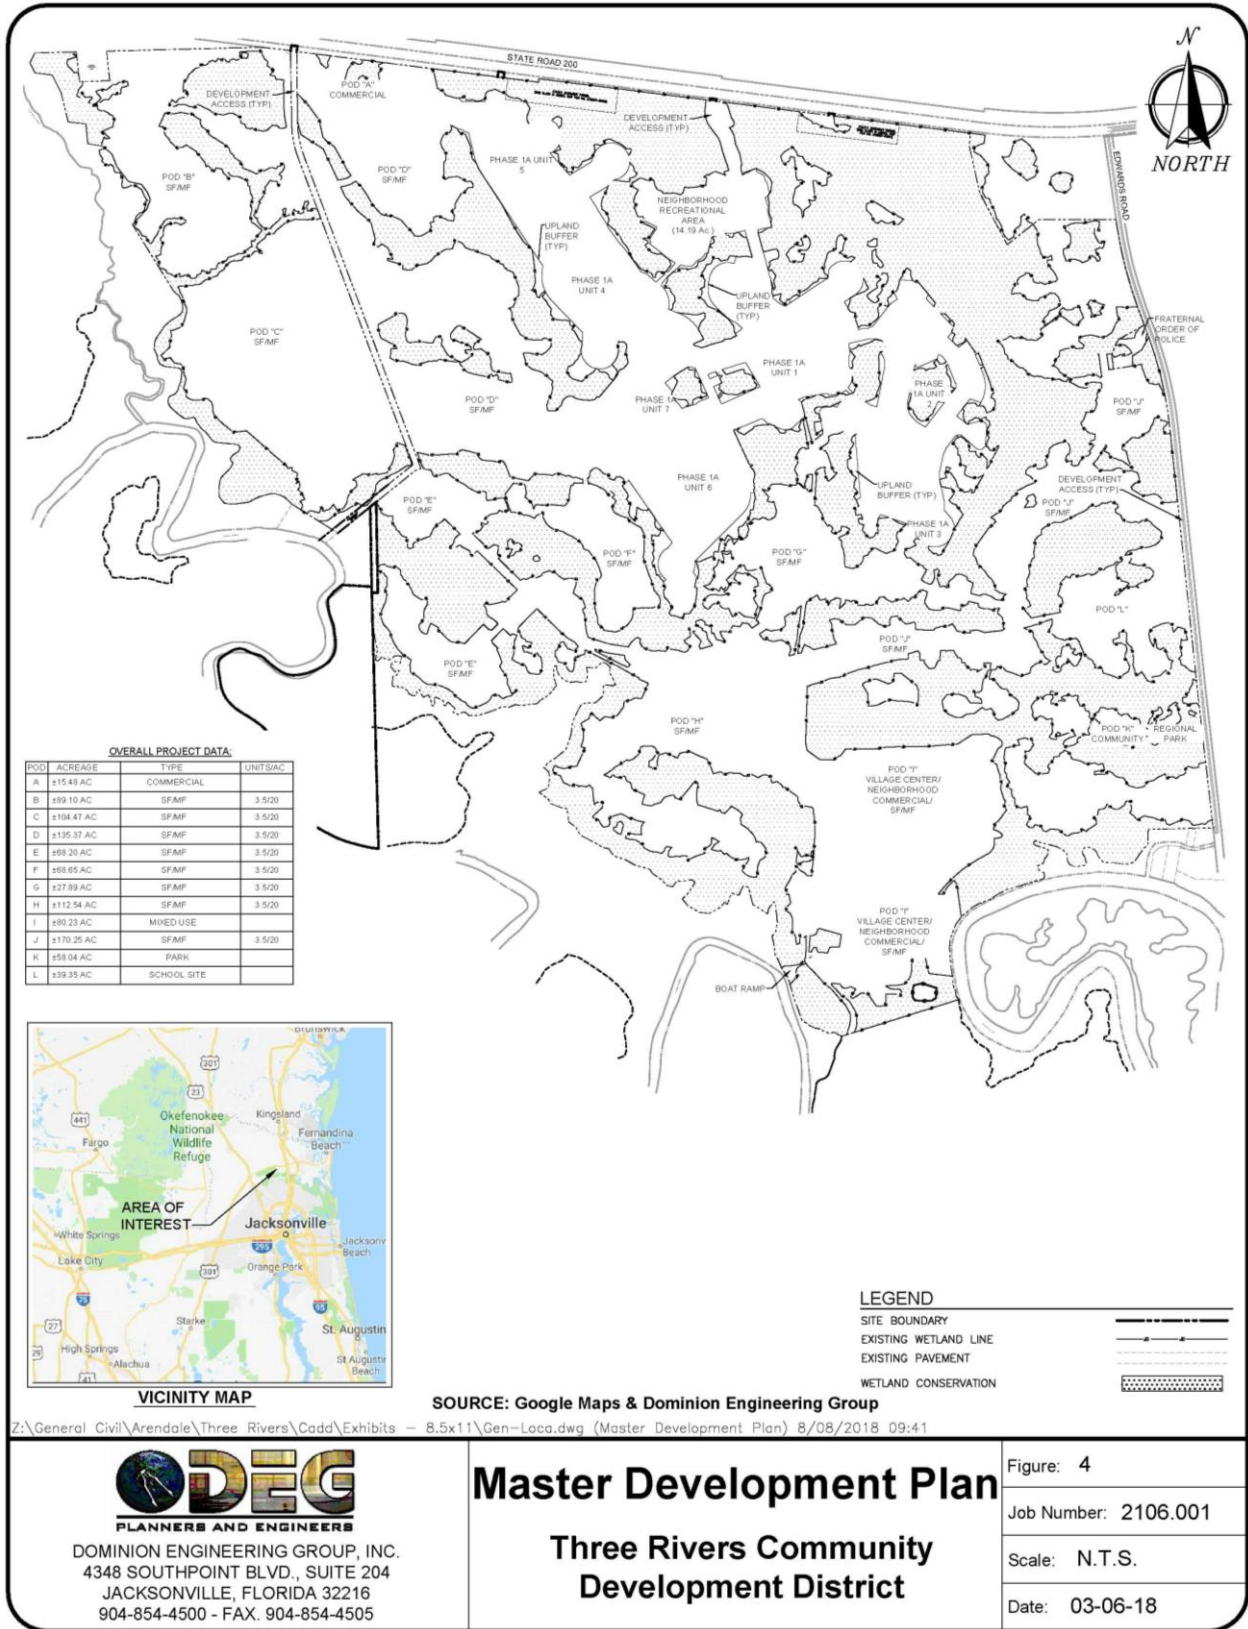 STATE ROAD 200
N
NORTH
EDWARDS ROAD
DEVELOPMENT
ACCESS (TYP)
POD "A"
COMMERCIAL
DEVELOPMENT
ACCESS (TYP)
POD "B"
SF/MF
POD "D"
SF/MF
PHASE 1A UNIT
5
NEIGHBORHOOD
RECREATIONAL
AREA
(14.19 Ac.)
UPLAND
BUFFER
(TYP)
PHASE 1A
UNIT 4
UPLAND
BUFFER
(TYP)
FRATERNAL
ORDER OF
POLICE
POD "C"
SF/MF
PHASE 1A
UNIT 1
PHASE
1A UNIT
2
POD "D"
SF/MF
PHASE 1A
UNIT 7
POD "J"
SF/MF
PHASE 1A
UNIT 6
UPLAND
BUFFER (TYP)
DEVELOPMENT
ACCESS (TYP)
POD "J"
SF/MF
POD "E"
SF/MF
PHASE 1A
UNIT 3
POD "F"
SF/MF
POD "G"
SF/MF
POD "L"
POD "J"
SF/MF
POD "E"
SF/MF
POD "H"
SF/MF
POD "K"
COMMUNITY
REGIONAL
PARK
POD "I"
VILLAGE CENTER/
NEIGHBORHOOD
COMMERCIAL/
SF/MF
POD "I"
VILLAGE CENTER/
NEIGHBORHOOD
COMMERCIAL/
SF/MF
BOAT RAMP
OVERALL PROJECT DATA:
POD ACREAGE TYPE UNITS/AC
A ±15.48 AC COMMERCIAL
B ±89.10 AC SF/MF 3.5/20
C ±104.47 AC SF/MF 3.5/20
D ±135.37 AC SF/MF 3.5/20
E ±68.20 AC SF/MF 3.5/20
F ±68.65 AC SF/MF 3.5/20
G ±27.89 AC SF/MF 3.5/20
H ±112.54 AC SF/MF 3.5/20
I ±80.23 AC MIXED USE
J ±170.25 AC SF/MF 3.5/20
K ±58.04 AC PARK
L ±39.35 AC SCHOOL SITE
Brunswick
301
23
441
Okefenokee
National
Wildlife
Refuge
Kingsland
Fargo
Fernandina
Beach
AREA OF
INTEREST
Jacksonville
White Springs
295
Jacksonv
Beach
Lake City
301
Orange Park
75
95
27
Starke
St. Augustin
High Springs
Alachua
St Augustin
Beach
41
VICINITY MAP
LEGEND
SITE BOUNDARY
EXISTING WETLAND LINE
EXISTING PAVEMENT
WETLAND CONSERVATION
SOURCE: Google Maps & Dominion Engineering Group
Z:\General Civil\Arendale\Three Rivers\Cadd\Exhibits - 8.5x11\Gen-Loca.dwg (Master Development Plan) 8/08/2018 09:41
DEG
PLANNERS AND ENGINEERS
DOMINION ENGINEERING GROUP, INC.
4348 SOUTHPOINT BLVD., SUITE 204
JACKSONVILLE, FLORIDA 32216
904-854-4500 - FAX. 904-854-4505
Master Development Plan
Three Rivers Community
Development District
Figure: 4
Job Number: 2106.001
Scale: N.T.S.
Date: 03-06-18